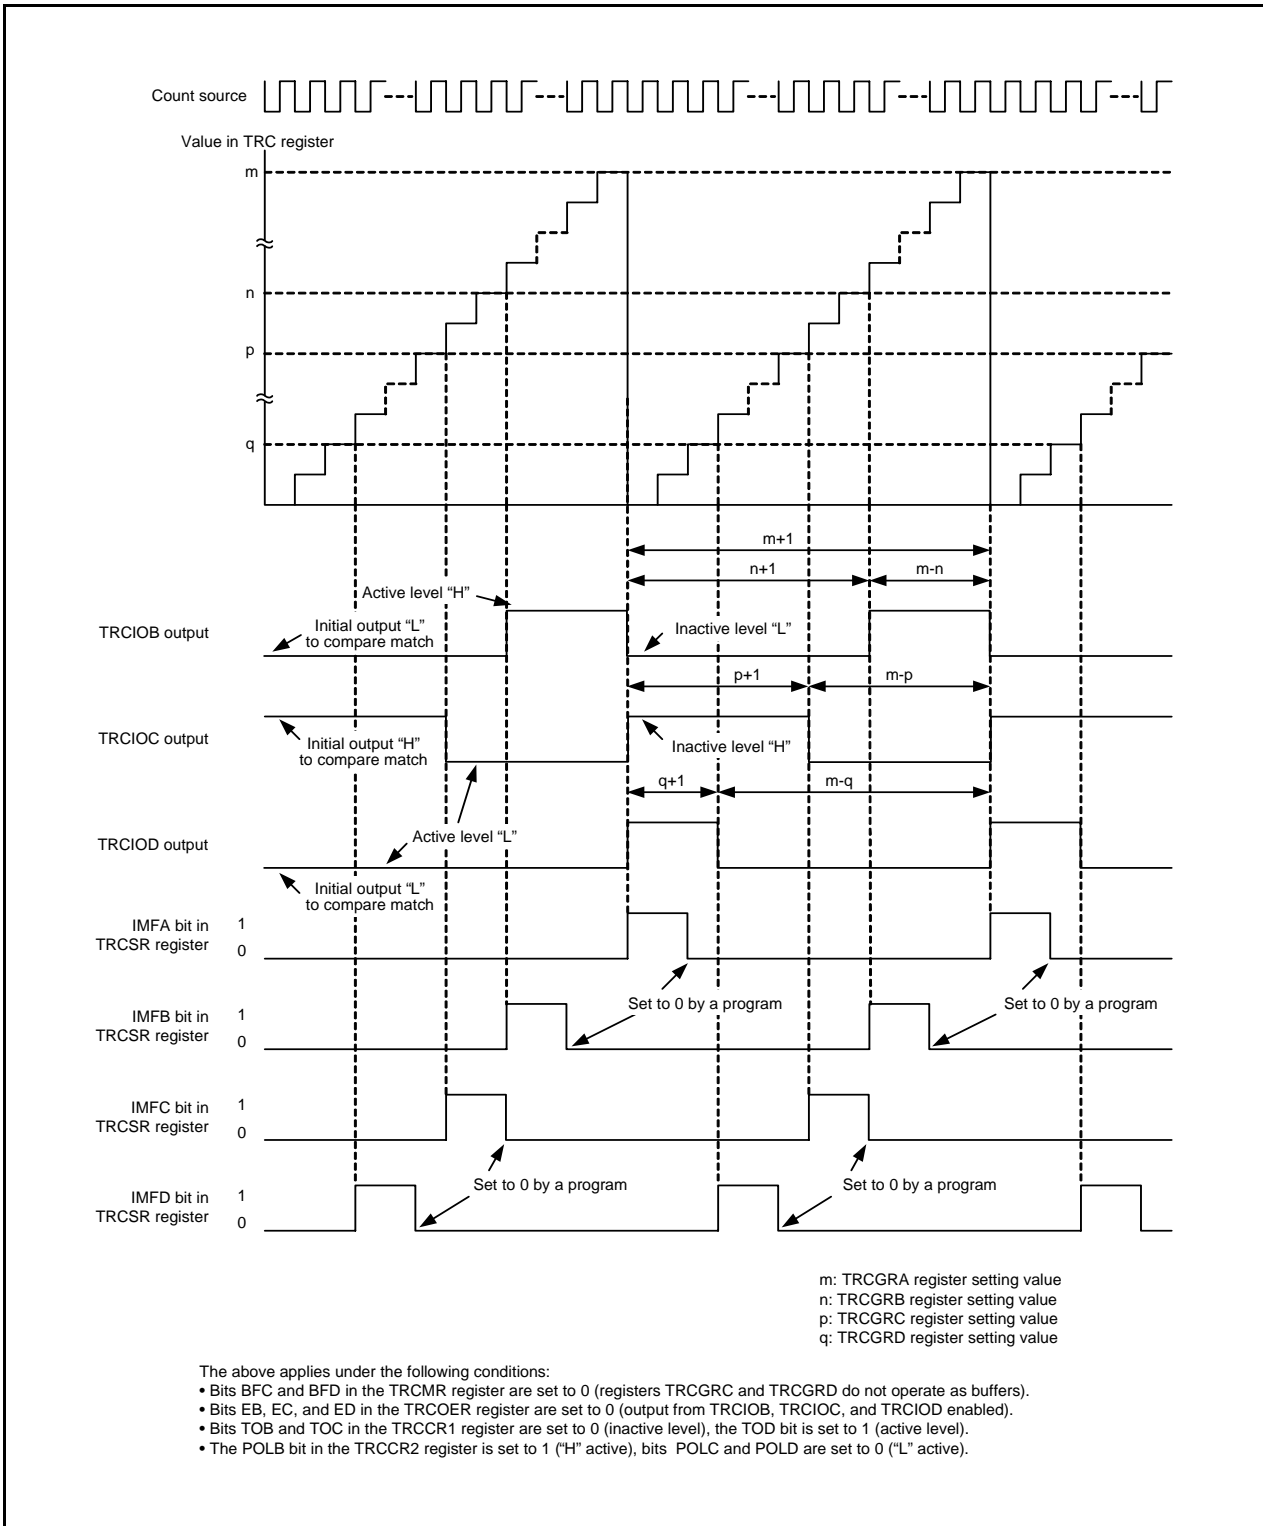 Count source
Value in TRC register
m
n
p
q
m+1
n+1
m-n
Active level “H”
TRCIOB output
Initial output “L”
to compare match
Inactive level “L”
p+1
m-p
TRCIOC output
Initial output “H”
to compare match
Inactive level “H”
q+1
m-q
Active level “L”
TRCIOD output
Initial output “L”
to compare match
IMFA bit in
TRCSR register
1
0
Set to 0 by a program
Set to 0 by a program
IMFB bit in
TRCSR register
1
0
IMFC bit in
TRCSR register
1
0
Set to 0 by a program
Set to 0 by a program
IMFD bit in
TRCSR register
1
0
m: TRCGRA register setting value
n: TRCGRB register setting value
p: TRCGRC register setting value
q: TRCGRD register setting value
The above applies under the following conditions:
• Bits BFC and BFD in the TRCMR register are set to 0 (registers TRCGRC and TRCGRD do not operate as buffers).
• Bits EB, EC, and ED in the TRCOER register are set to 0 (output from TRCIOB, TRCIOC, and TRCIOD enabled).
• Bits TOB and TOC in the TRCCR1 register are set to 0 (inactive level), the TOD bit is set to 1 (active level).
• The POLB bit in the TRCCR2 register is set to 1 (“H” active), bits POLC and POLD are set to 0 (“L” active).